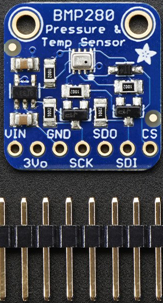 BMP280
Pressure &
Temp Sensor
VIN GND SDO CS
3Vo SCK SDI